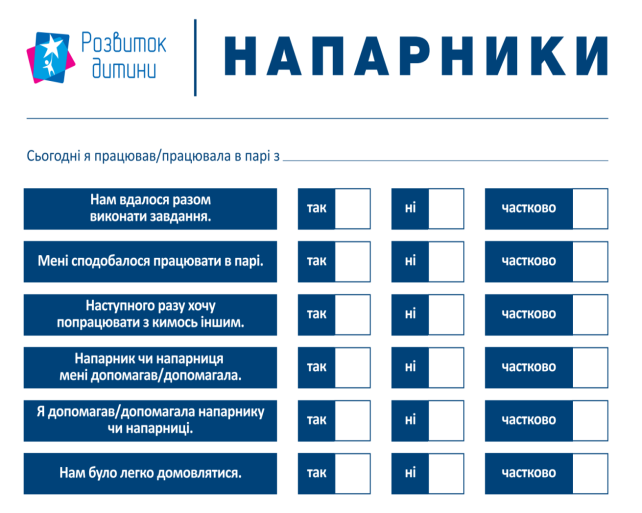 Розвиток
дитини
НАПАРНИКИ
Сьогодні я працював/працювала в парі з
Нам вдалося разом
виконати завдання.
так ні частково
Мені сподобалося працювати в парі.
так ні частково
Наступного разу хочу
попрацювати з кимось іншим.
так ні частково
Напарник чи напарниця
мені допомагав/допомагала.
так ні частково
Я допомагав/допомагала напарнику
чи напарниці.
так ні частково
Нам було легко домовлятися.
так ні частково